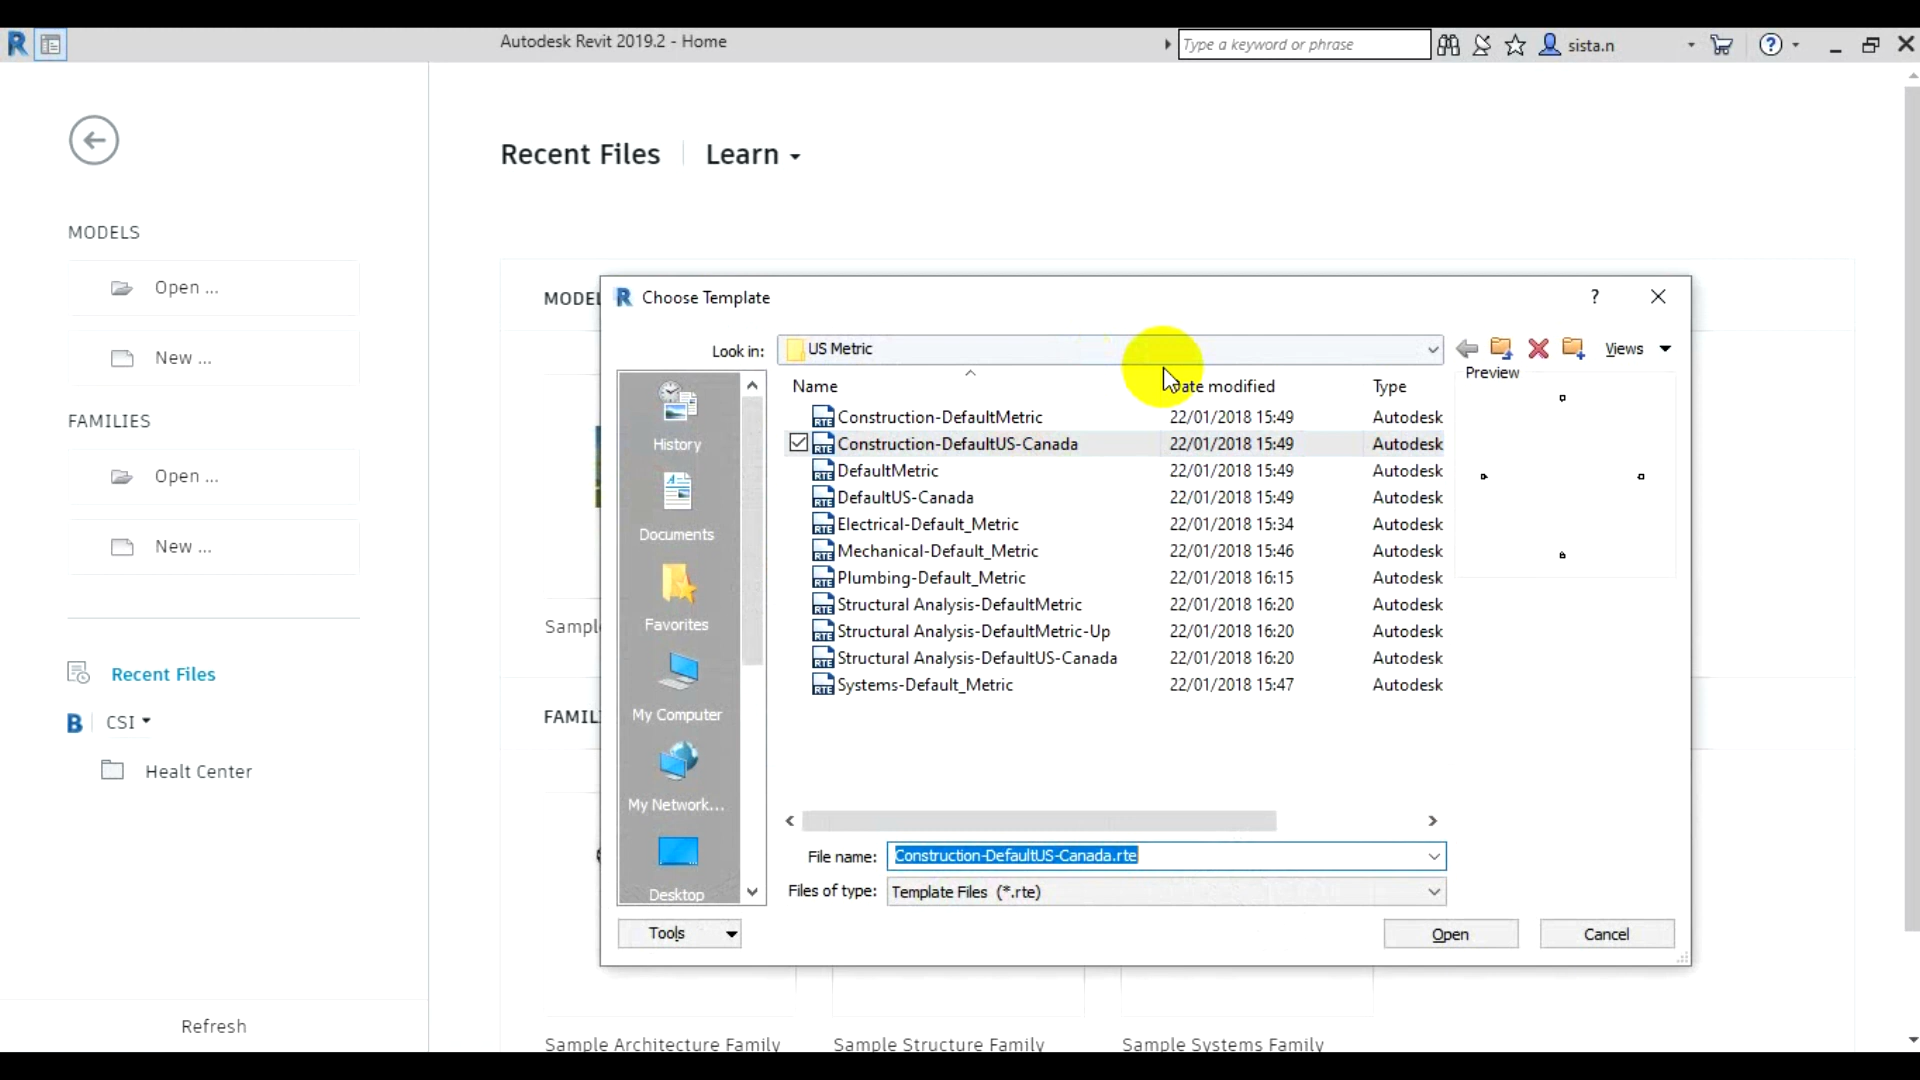 Autodesk Revit 2019.2 - Home
Type a keyword or phrase
sista.n
Recent Files
Learn
MODELS
Open ...
New ...
FAMILIES
Open ...
New ...
Recent Files
CSI
Healt Center
Refresh
MODEL
Sampl
FAMIL
Choose Template
Look in:
US Metric
Views
Preview
History
Documents
Favorites
My Computer
My Network...
Desktop
Name Date modified Type
Construction-DefaultMetric 22/01/2018 15:49 Autodesk
Construction-DefaultUS-Canada 22/01/2018 15:49 Autodesk
DefaultMetric 22/01/2018 15:49 Autodesk
DefaultUS-Canada 22/01/2018 15:49 Autodesk
Electrical-Default_Metric 22/01/2018 15:34 Autodesk
Mechanical-Default_Metric 22/01/2018 15:46 Autodesk
Plumbing-Default_Metric 22/01/2018 16:15 Autodesk
Structural Analysis-DefaultMetric 22/01/2018 16:20 Autodesk
Structural Analysis-DefaultMetric-Up 22/01/2018 16:20 Autodesk
Structural Analysis-DefaultUS-Canada 22/01/2018 16:20 Autodesk
Systems-Default_Metric 22/01/2018 15:47 Autodesk
File name: Construction-DefaultUS-Canada.rte
Files of type: Template Files (*.rte)
Tools
Open
Cancel
Sample Architecture Family
Sample Structure Family
Sample Systems Family